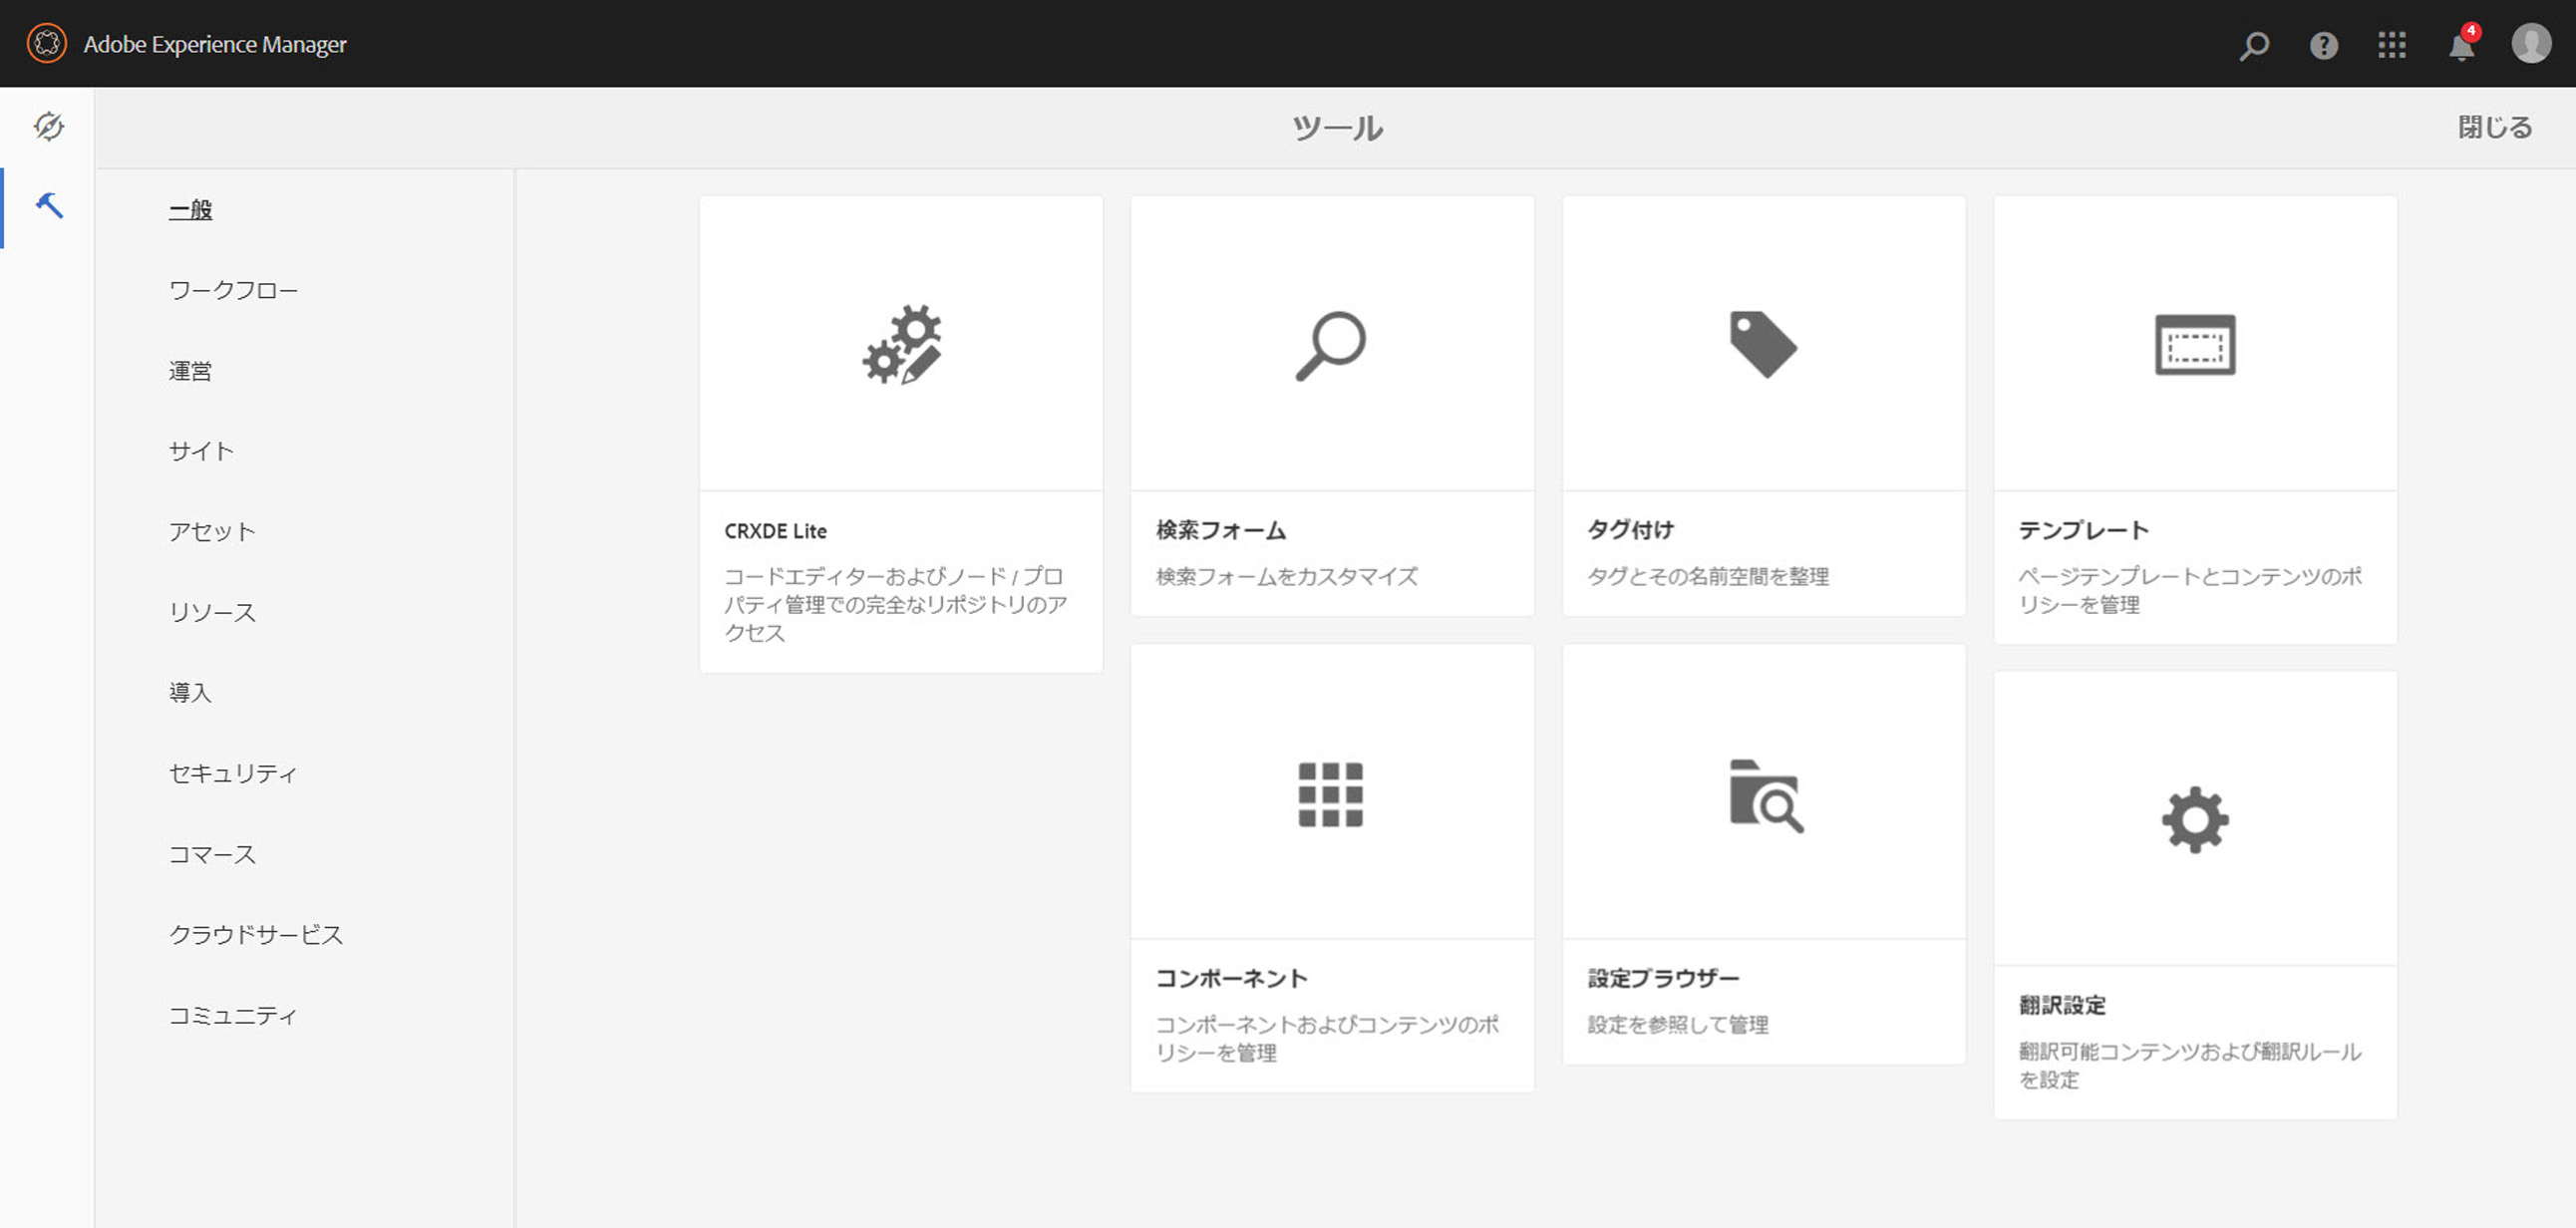 Adobe Experience Manager
4
ツール
閉じる
一般
ワークフロー
運営
サイト
アセット
リソース
導入
セキュリティ
コマース
クラウドサービス
コミュニティ
CRXDE Lite
コードエディターおよびノード / プロ
パティ管理での完全なリポジトリのア
クセス
検索フォーム
検索フォームをカスタマイズ
タグ付け
タグとその名前空間を整理
テンプレート
ページテンプレートとコンテンツのポ
リシーを管理
コンポーネント
コンポーネントおよびコンテンツのポ
リシーを管理
設定ブラウザー
設定を参照して管理
翻訳設定
翻訳可能コンテンツおよび翻訳ルール
を設定